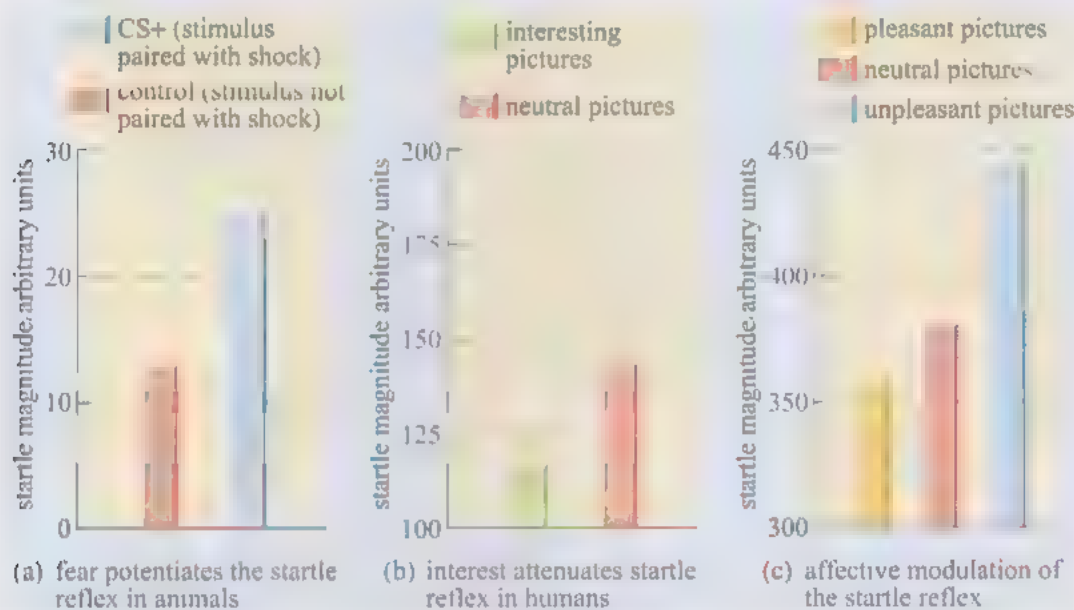 CS+ (stimulus
paired with shock)
control (stimulus not
paired with shock)
30
20
10
0
startle magnitude/arbitrary units
(a) fear potentiates the startle
reflex in animals
interesting
pictures
neutral pictures
200
175
150
125
100
startle magnitude/arbitrary units
(b) interest attenuates startle
reflex in humans
pleasant pictures
neutral pictures
unpleasant pictures
450
400
350
300
startle magnitude/arbitrary units
(c) affective modulation of
the startle reflex